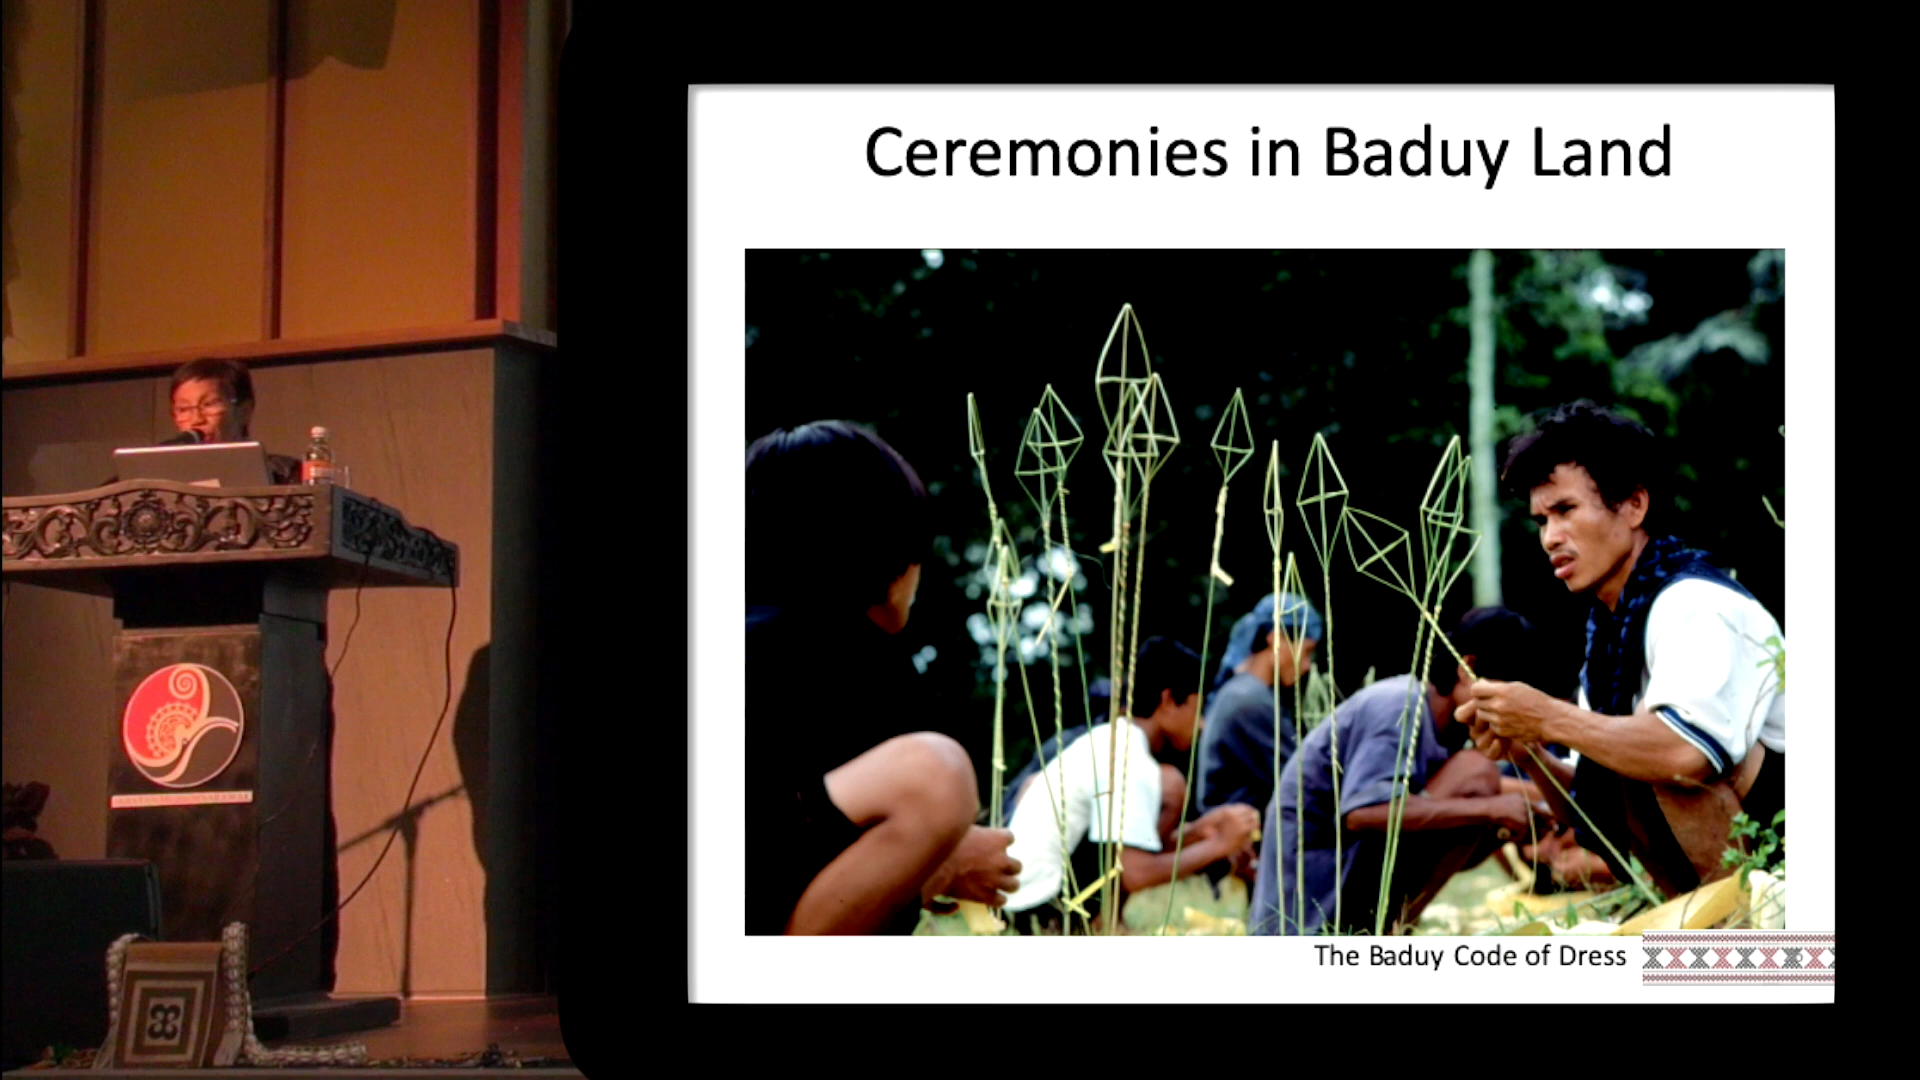 Ceremonies in Baduy Land
The Baduy Code of Dress